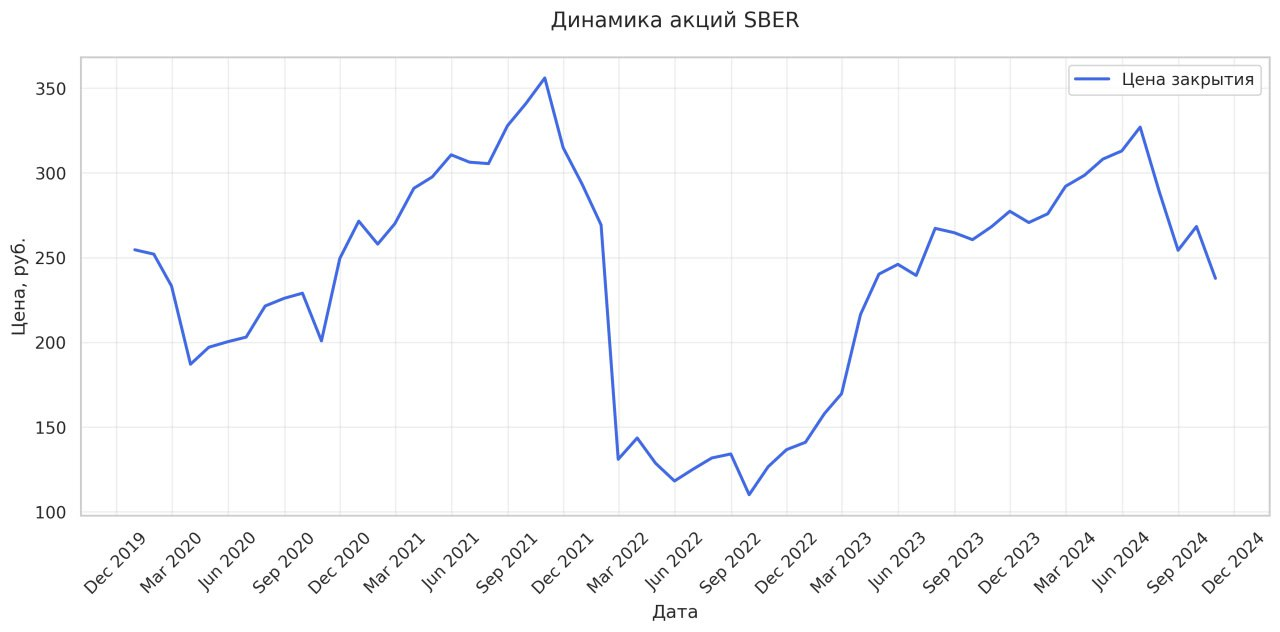 Динамика акций SBER
Цена закрытия
Цена, руб.
350
300
250
200
150
100
Dec 2019
Mar 2020
Jun 2020
Sep 2020
Dec 2020
Mar 2021
Jun 2021
Sep 2021
Dec 2021
Mar 2022
Jun 2022
Sep 2022
Dec 2022
Mar 2023
Jun 2023
Sep 2023
Dec 2023
Mar 2024
Jun 2024
Sep 2024
Dec 2024
Дата